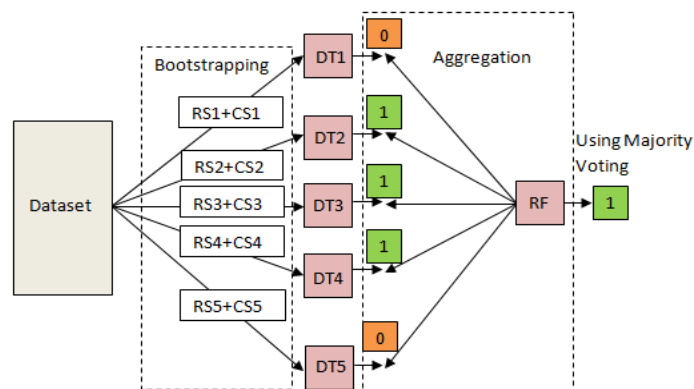 0
Bootstrapping
DT1
Aggregation
RS1+CS1
1
DT2
Using Majority
Voting
RS2+CS2
1
Dataset
RS3+CS3
DT3
RF
1
RS4+CS4
1
DT4
RS5+CS5
0
DT5